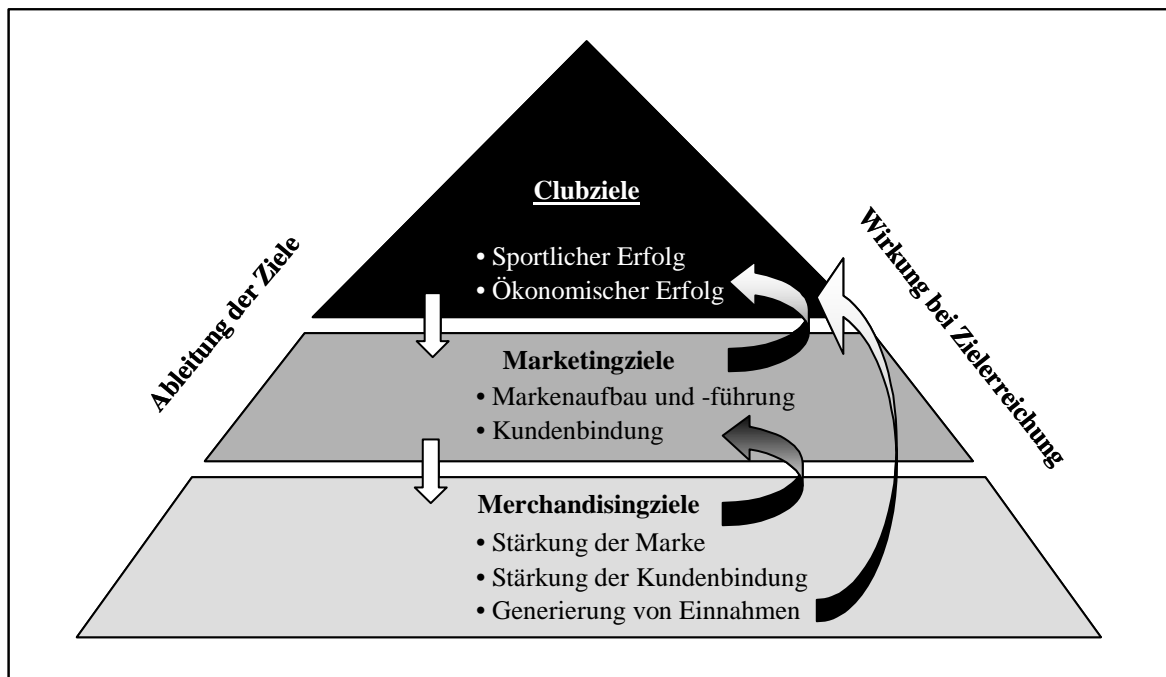 Clubziele
• Sportlicher Erfolg
• Ökonomischer Erfolg
Ableitung der Ziele
Wirkung bei Zielerreichung
Marketingziele
• Markenaufbau und -führung
• Kundenbindung
Merchandisingziele
• Stärkung der Marke
• Stärkung der Kundenbindung
• Generierung von Einnahmen